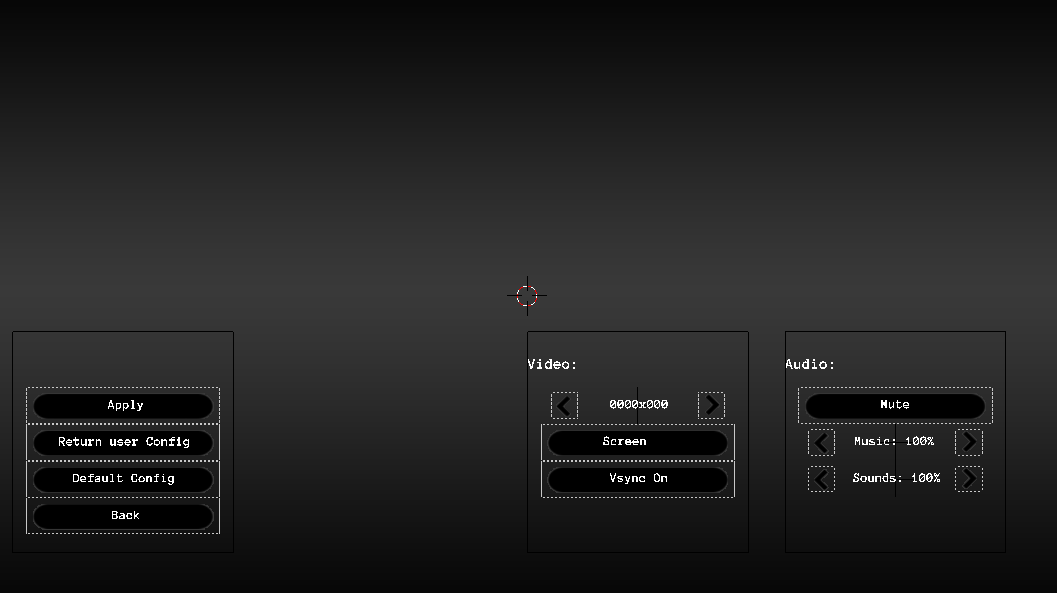 Apply
Return user Config
Default Config
Back
Video:
0000x000
Screen
Vsync On
Audio:
Mute
Music: 100%
Sounds: 100%